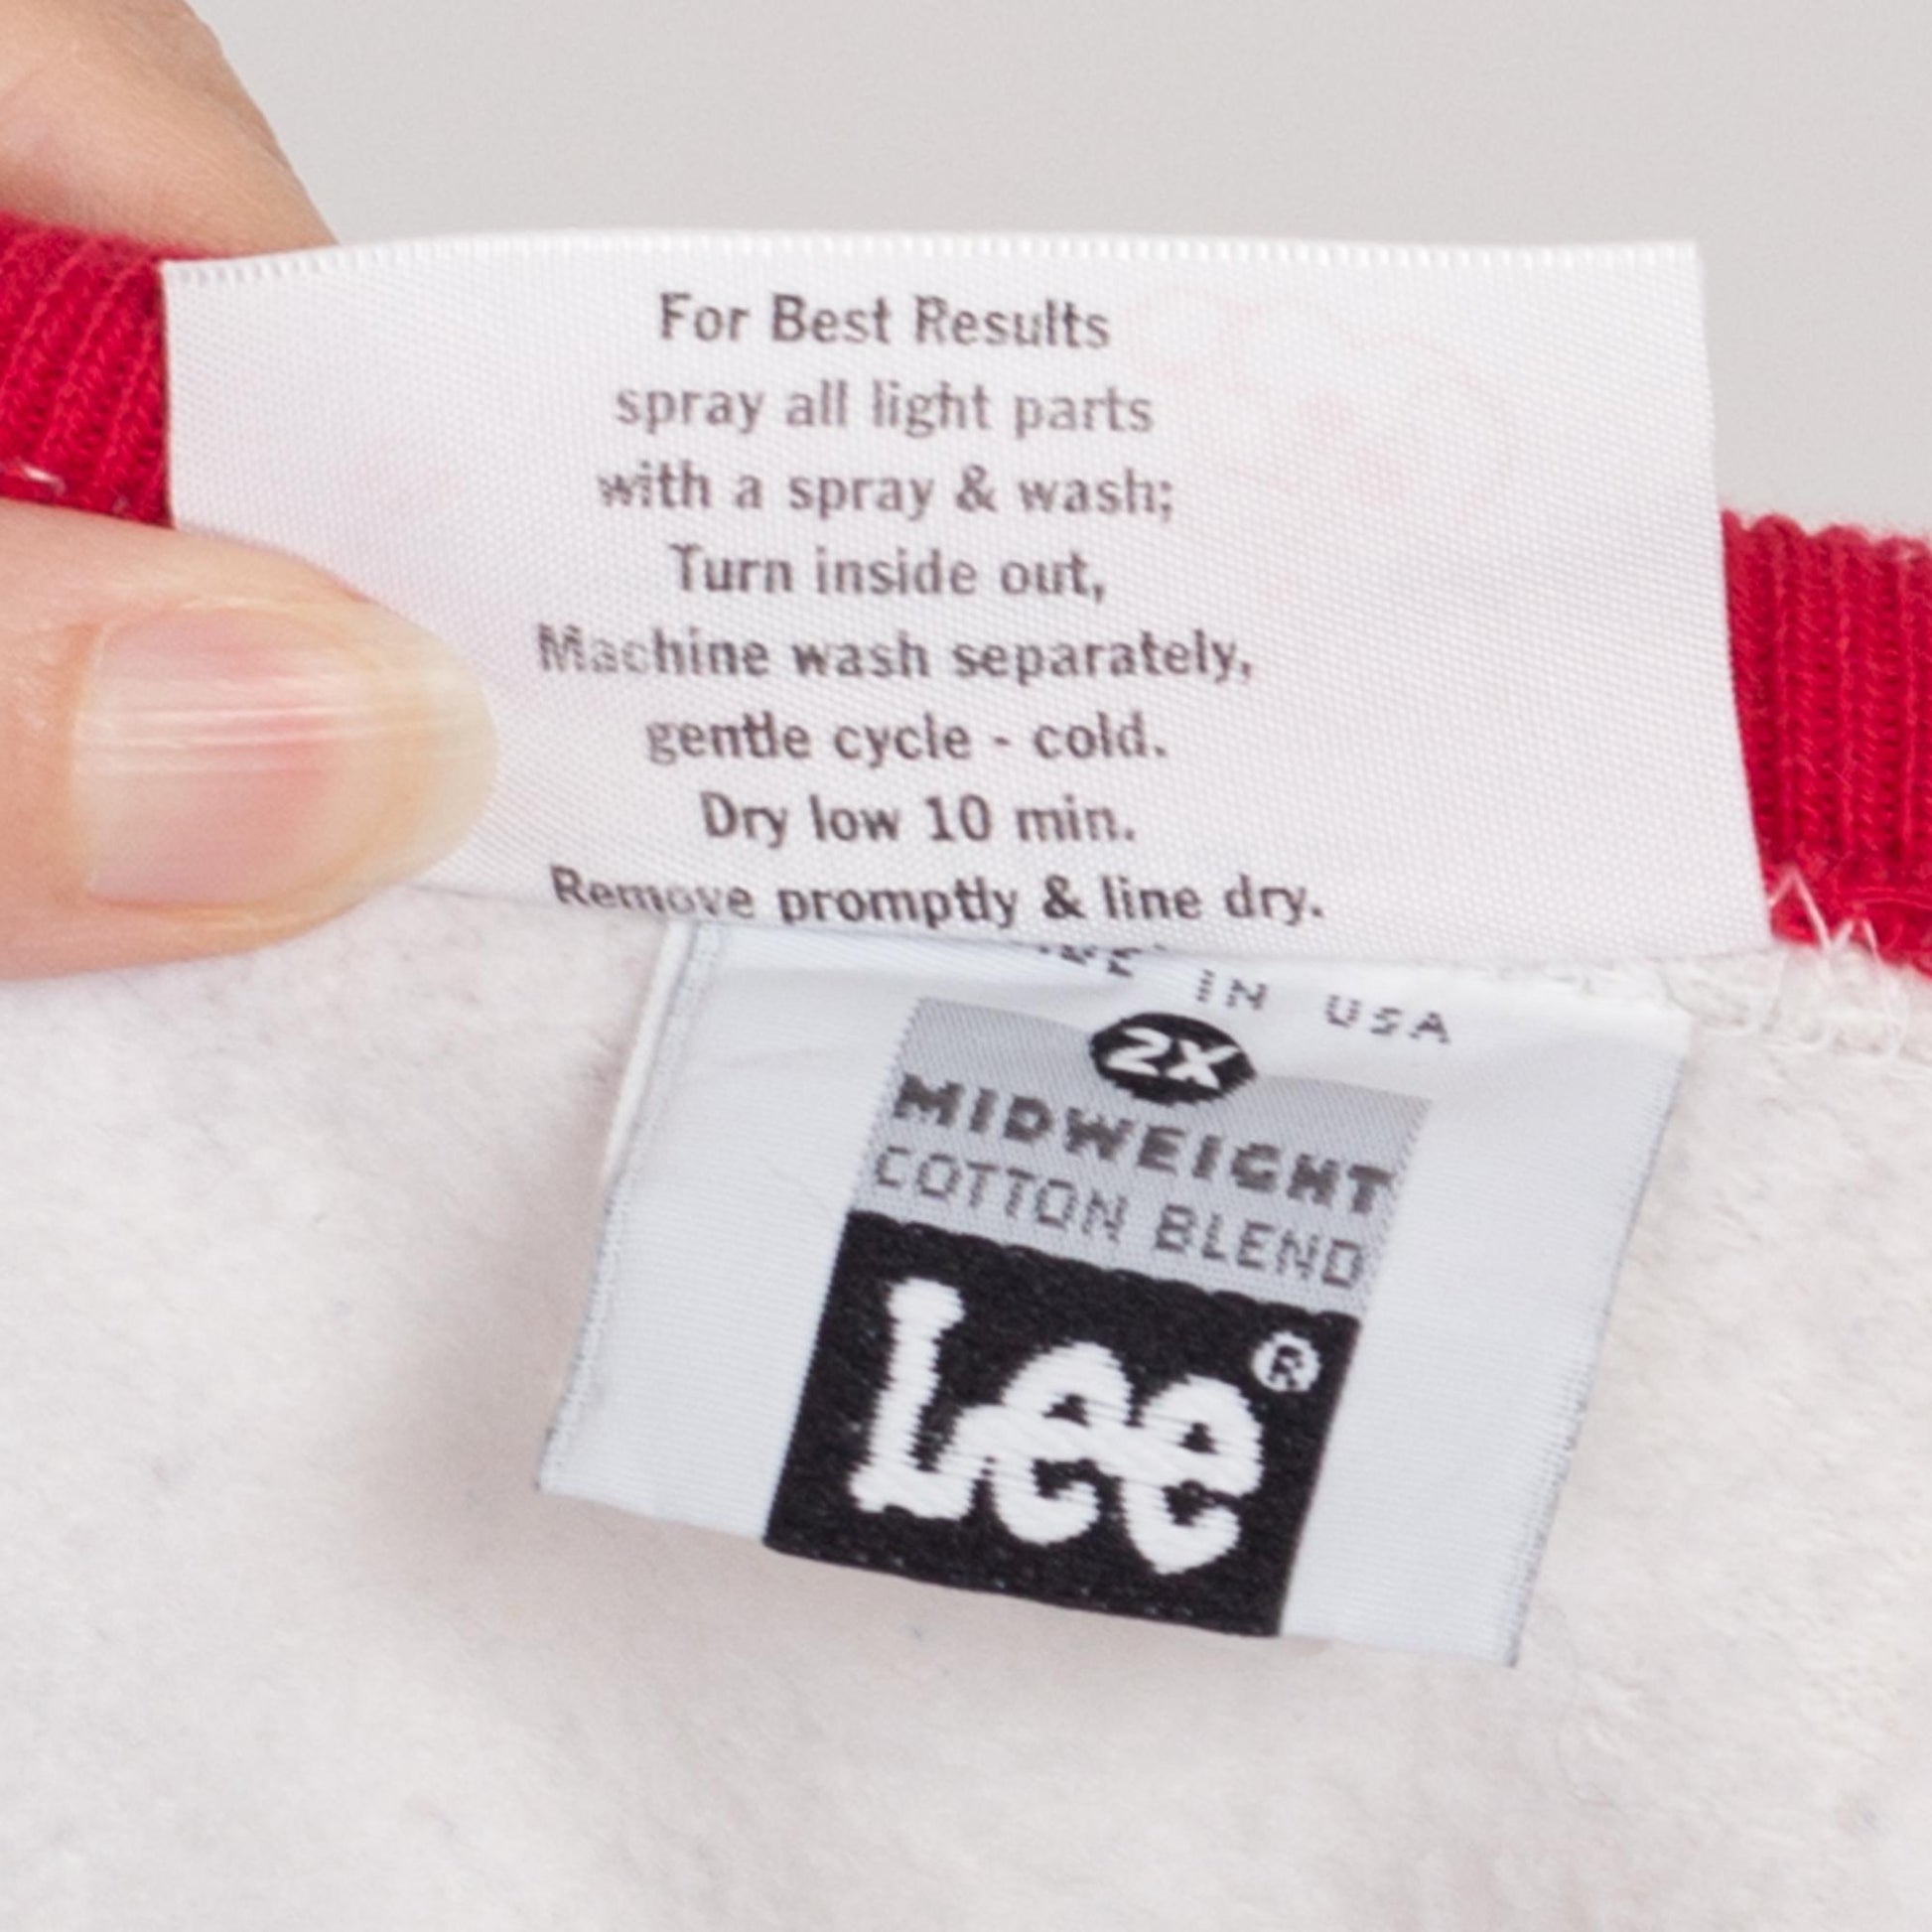 For Best Results
spray all light parts
with a spray & wash;
Turn inside out,
Machine wash separately,
gentle cycle - cold.
Dry low 10 min.
Remove promptly & line dry.
IN USA
2X
MIDWEIGHT
COTTON BLEND
Lee®